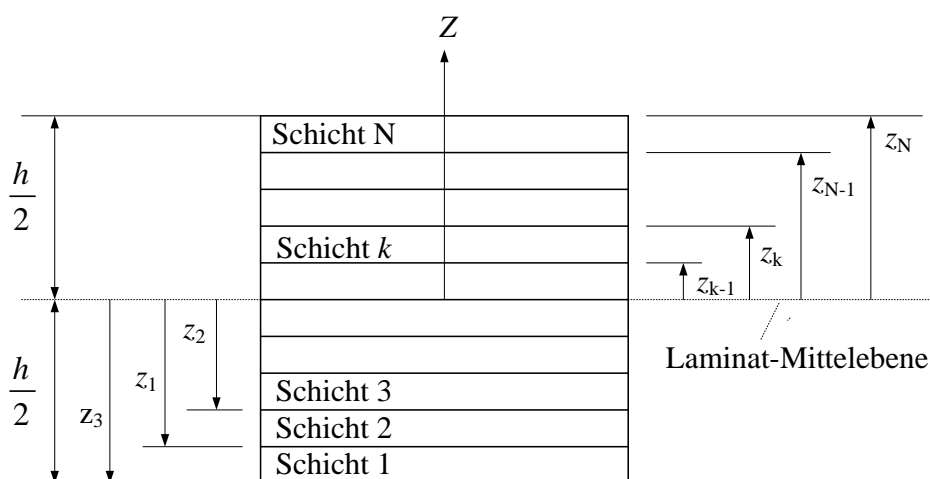 Z
Schicht N
z_N
h/2
z_N-1
Schicht k
z_k
z_k-1
z_2
Laminat-Mittelebene
h/2
z_1
Schicht 3
z_3
Schicht 2
Schicht 1